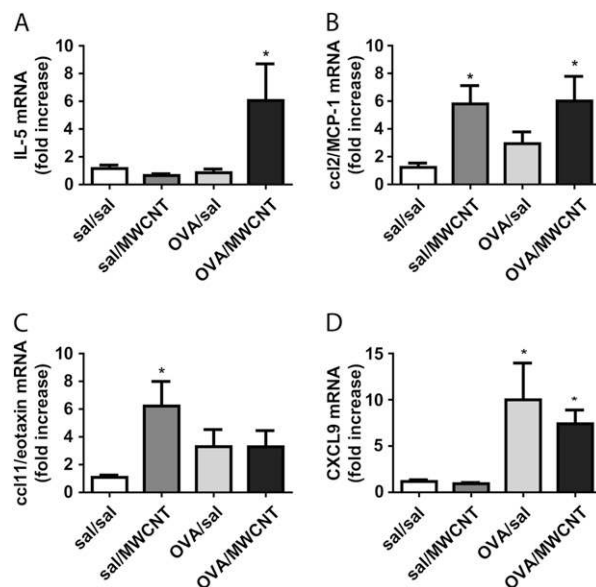 A
IL-5 mRNA
(fold increase)
10
8
6
4
2
0
*
sal/sal
sal/MWCNT
OVA/sal
OVA/MWCNT
B
ccl2/MCP-1 mRNA
(fold increase)
10
8
6
4
2
0
*
*
sal/sal
sal/MWCNT
OVA/sal
OVA/MWCNT
C
ccl11/eotaxin mRNA
(fold increase)
10
8
6
4
2
0
*
sal/sal
sal/MWCNT
OVA/sal
OVA/MWCNT
D
CXCL9 mRNA
(fold increase)
15
10
5
0
*
*
sal/sal
sal/MWCNT
OVA/sal
OVA/MWCNT